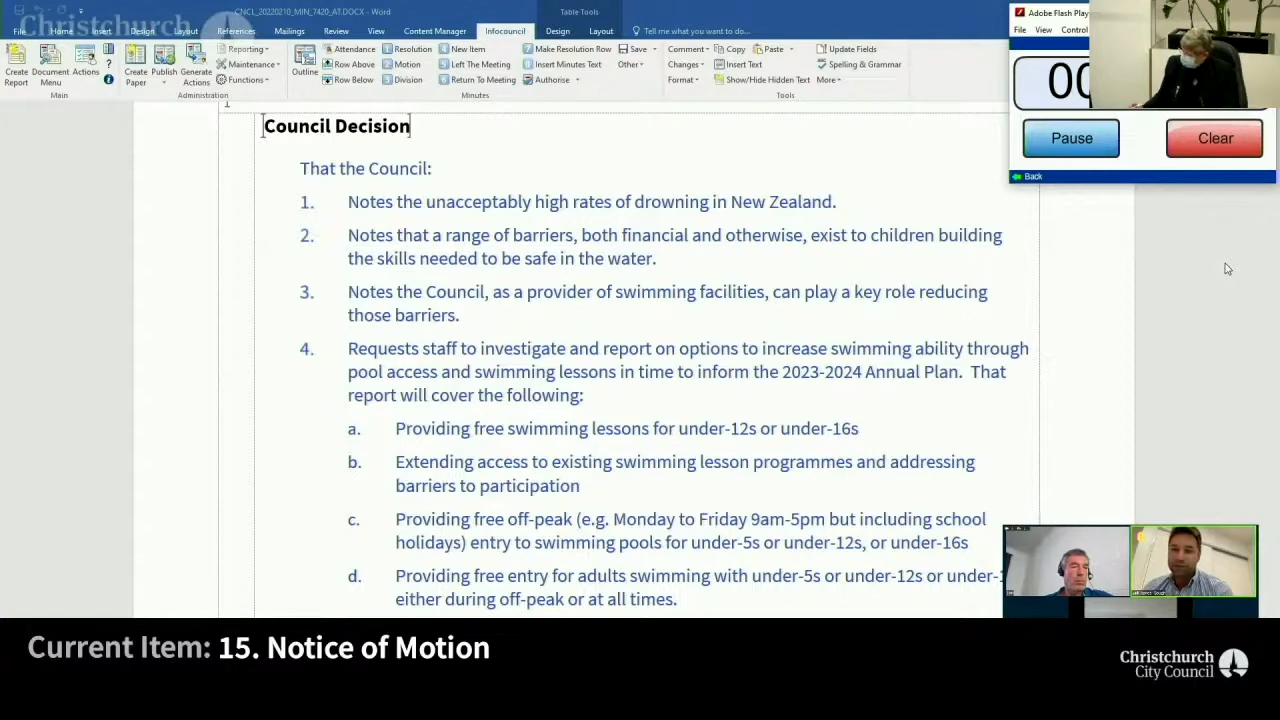 Christchurch
CNCL_20220210_MIN_7420_AT.DOCX - Word
Table Tools
File Home Insert Design Layout References Mailings Review View Content Manager Infocouncil Design Layout Tell me what you want to do...
Create Report
Document Menu
Actions
Main
Create Paper
Publish
Generate Actions
Reporting
Maintenance
Functions
Administration
Outline
Attendance
Row Above
Row Below
Resolution
Motion
Division
New Item
Left The Meeting
Return To Meeting
Make Resolution Row
Insert Minutes Text
Authorise
Save
Other
Minutes
Comment
Changes
Format
Copy
Paste
Insert Text
Show/Hide Hidden Text
Update Fields
Spelling & Grammar
More
Tools
Adobe Flash Play
File View Control
00
Pause
Clear
Back
Council Decision
That the Council:
1. Notes the unacceptably high rates of drowning in New Zealand.
2. Notes that a range of barriers, both financial and otherwise, exist to children building
the skills needed to be safe in the water.
3. Notes the Council, as a provider of swimming facilities, can play a key role reducing
those barriers.
4. Requests staff to investigate and report on options to increase swimming ability through
pool access and swimming lessons in time to inform the 2023-2024 Annual Plan. That
report will cover the following:
a. Providing free swimming lessons for under-12s or under-16s
b. Extending access to existing swimming lesson programmes and addressing
barriers to participation
c. Providing free off-peak (e.g. Monday to Friday 9am-5pm but including school
holidays) entry to swimming pools for under-5s or under-12s, or under-16s
d. Providing free entry for adults swimming with under-5s or under-12s or under-1
either during off-peak or at all times.
Current Item: 15. Notice of Motion
Christchurch
City Council